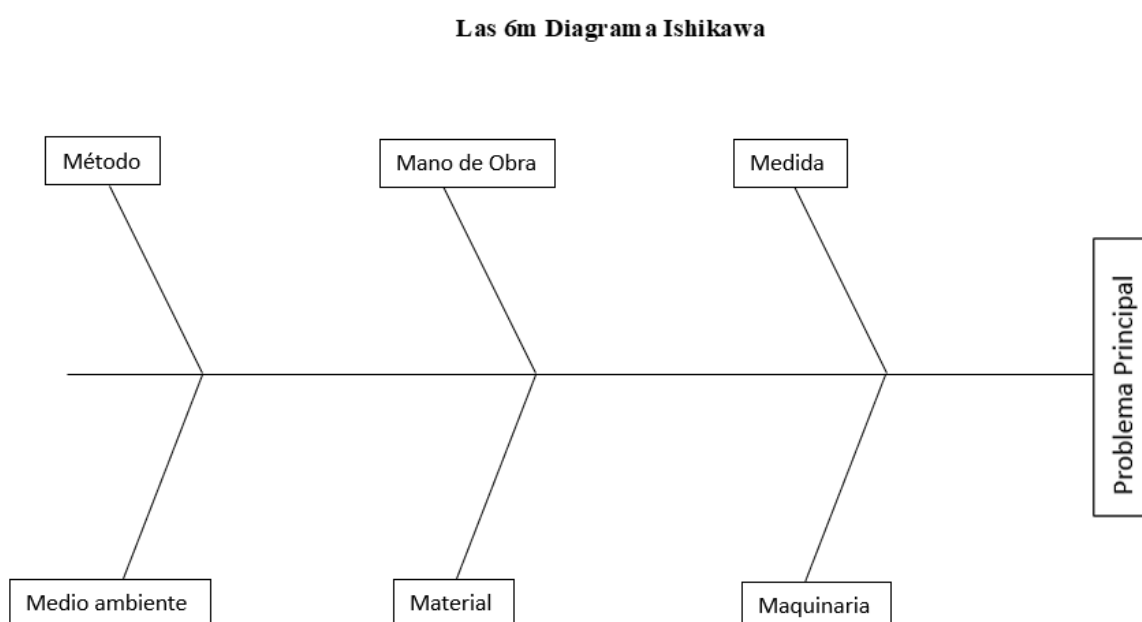 Las 6m Diagrama Ishikawa
Método
Mano de Obra
Medida
Problema Principal
Medio ambiente
Material
Maquinaria